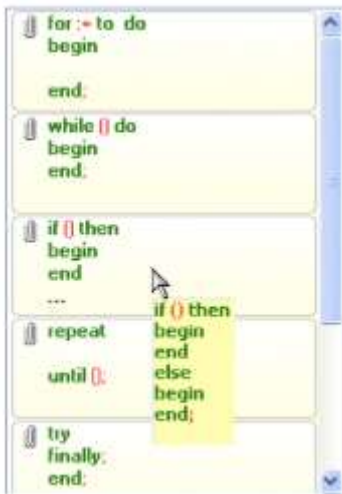 for := to do
begin
end;
while () do
begin
end;
if () then
begin
end
...
if () then
begin
end
else
begin
end;
repeat
until ();
try
finally;
end;